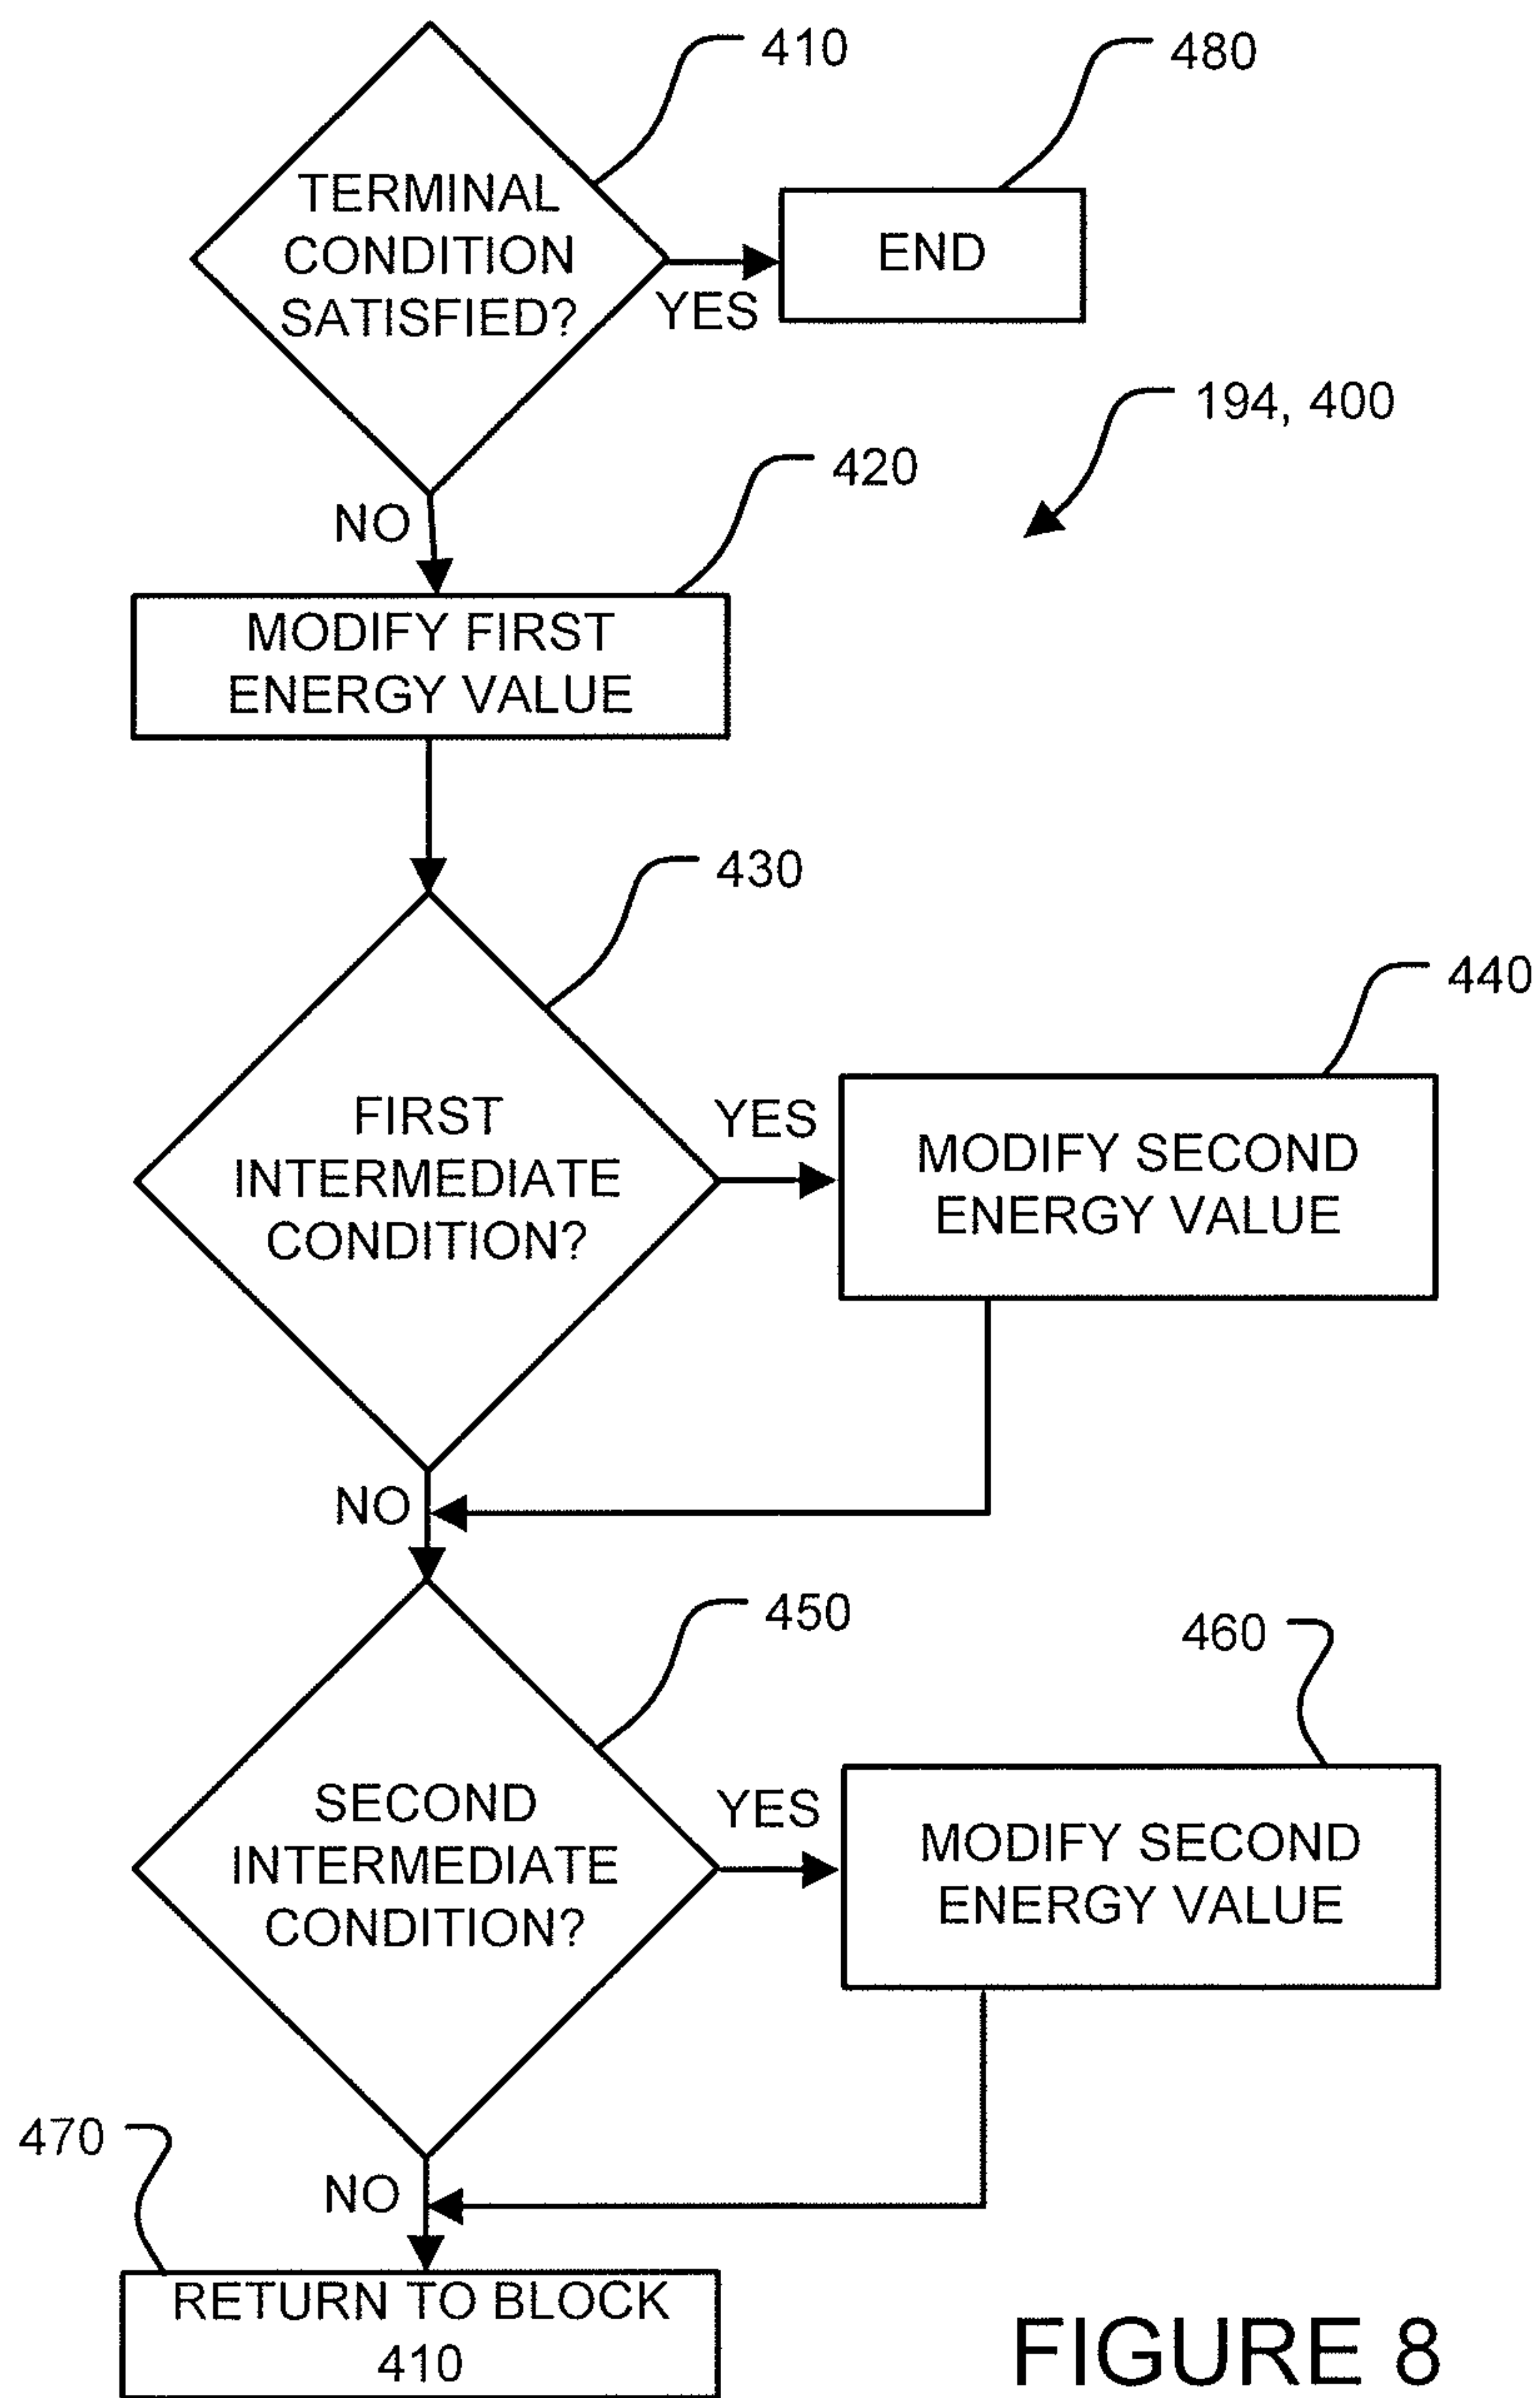 410
480
TERMINAL
CONDITION
SATISFIED?
END
YES
194, 400
420
NO
MODIFY FIRST
ENERGY VALUE
430
440
FIRST
INTERMEDIATE
CONDITION?
YES
MODIFY SECOND
ENERGY VALUE
NO
450
460
SECOND
INTERMEDIATE
CONDITION?
YES
MODIFY SECOND
ENERGY VALUE
470
NO
RETURN TO BLOCK
410
FIGURE 8